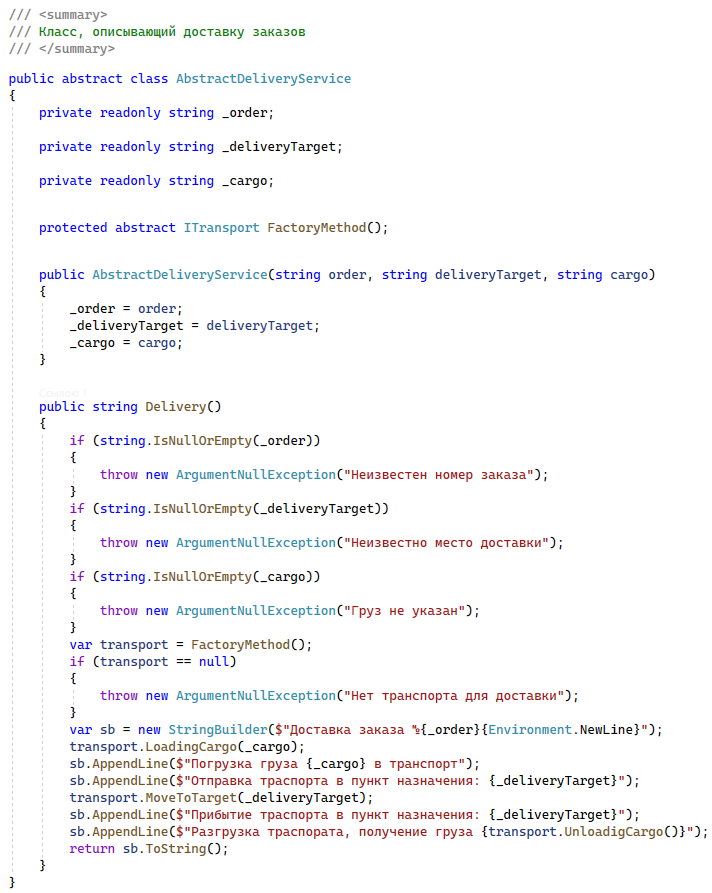 /// <summary>
/// Класс, описывающий доставку заказов
/// </summary>
public abstract class AbstractDeliveryService
{
private readonly string _order;
private readonly string _deliveryTarget;
private readonly string _cargo;
protected abstract ITransport FactoryMethod();
public AbstractDeliveryService(string order, string deliveryTarget, string cargo)
{
_order = order;
_deliveryTarget = deliveryTarget;
_cargo = cargo;
}
Ссылок: 1
public string Delivery()
{
if (string.IsNullOrEmpty(_order))
{
throw new ArgumentNullException("Неизвестен номер заказа");
}
if (string.IsNullOrEmpty(_deliveryTarget))
{
throw new ArgumentNullException("Неизвестно место доставки");
}
if (string.IsNullOrEmpty(_cargo))
{
throw new ArgumentNullException("Груз не указан");
}
var transport = FactoryMethod();
if (transport == null)
{
throw new ArgumentNullException("Нет транспорта для доставки");
}
var sb = new StringBuilder($"Доставка заказа №{_order}{Environment.NewLine}");
transport.LoadingCargo(_cargo);
sb.AppendLine($"Погрузка груза {_cargo} в транспорт");
sb.AppendLine($"Отправка траспорта в пункт назначения: {_deliveryTarget}");
transport.MoveToTarget(_deliveryTarget);
sb.AppendLine($"Прибытие траспорта в пункт назначения: {_deliveryTarget}");
sb.AppendLine($"Разгрузка траспората, получение груза {transport.UnloadigCargo()}");
return sb.ToString();
}
}